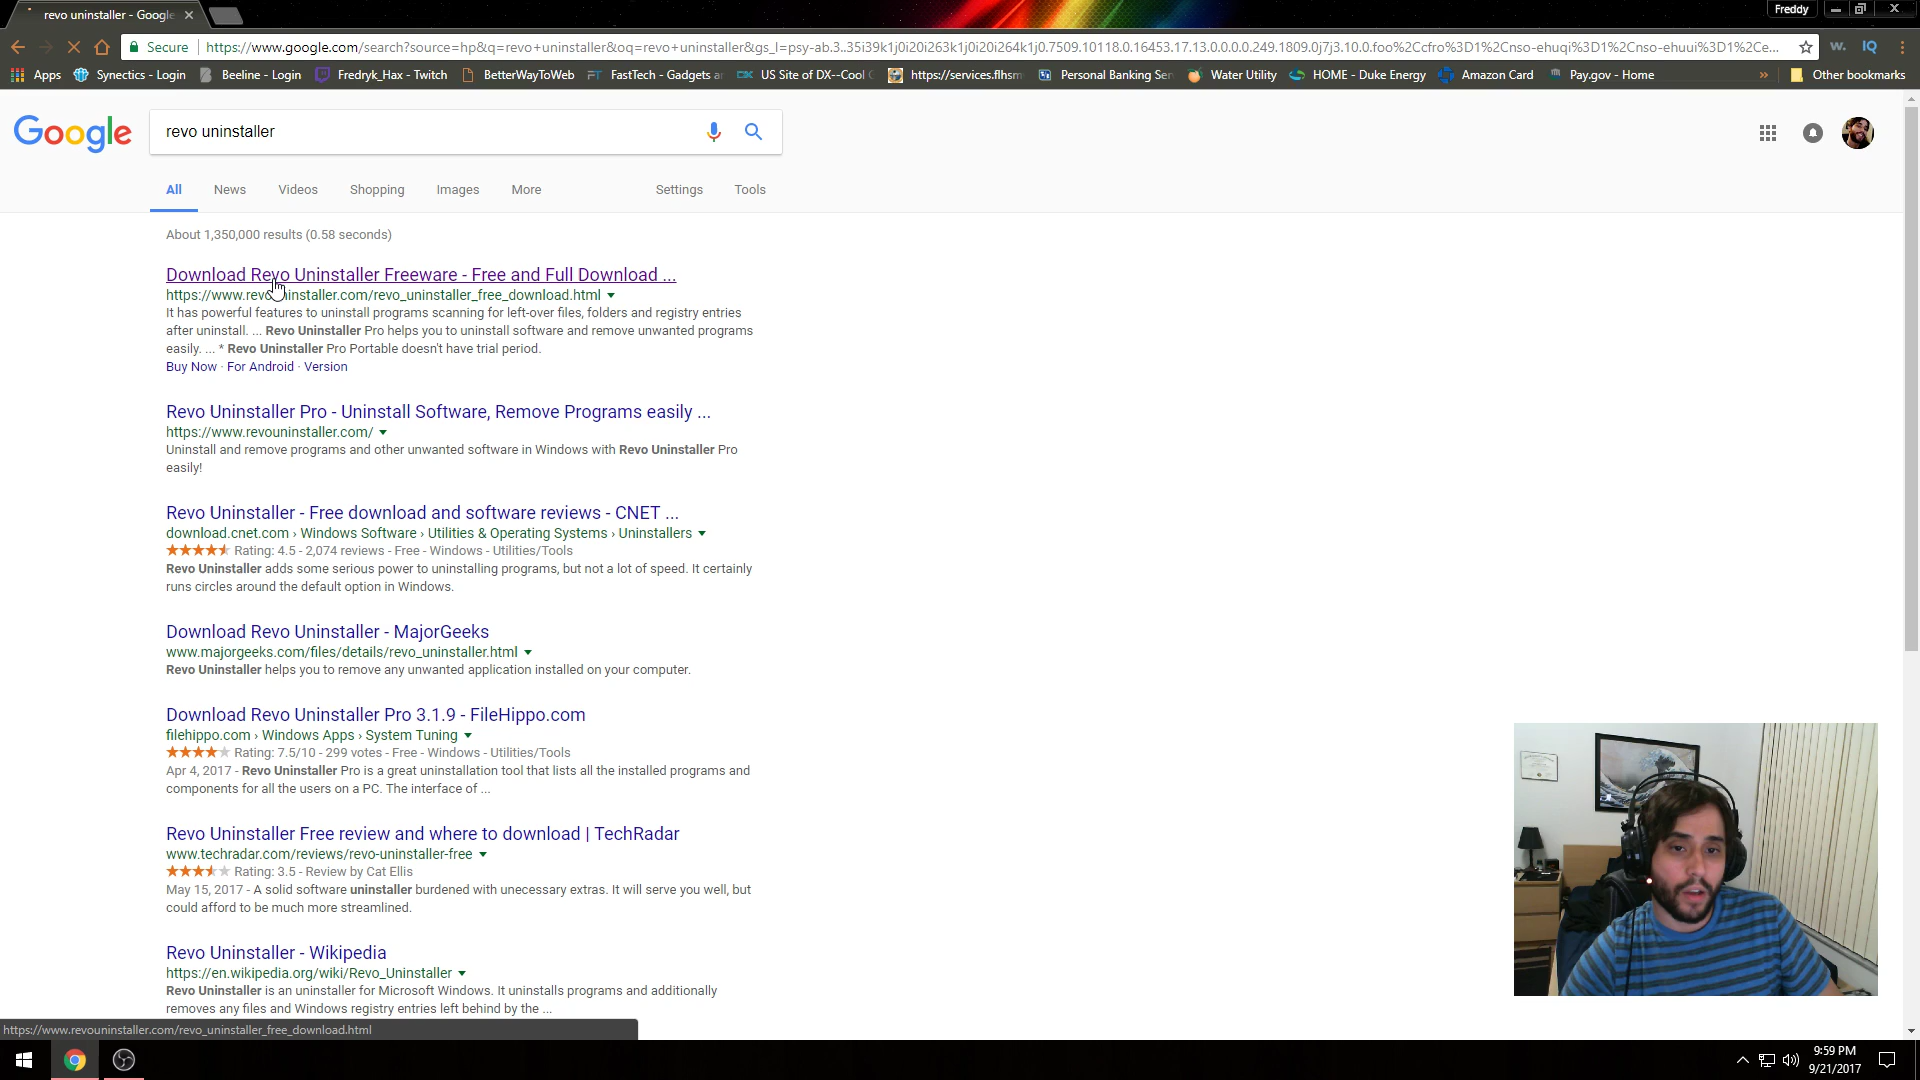 revo uninstaller - Google
Freddy
Secure
https://www.google.com/search?source=hp&q=revo+uninstaller&oq=revo+uninstaller&gs_l=psy-ab.3..35i39k1j0i20i263k1j0i20i264k1j0.7509.10118.0.16453.17.13.0.0.0.0.249.1809.0j7j3.10.0.foo%2Ccfro%3D1%2Cnso-ehuqi%3D1%2Cnso-ehuui%3D1%2Ce...
w. IQ
Apps Synectics - Login Beeline - Login Fredryk_Hax - Twitch BetterWayToWeb FastTech - Gadgets a US Site of DX--Cool https://services.flhsm Personal Banking Ser Water Utility HOME - Duke Energy Amazon Card Pay.gov - Home » Other bookmarks
Google
revo uninstaller
All News Videos Shopping Images More Settings Tools
About 1,350,000 results (0.58 seconds)
Download Revo Uninstaller Freeware - Free and Full Download ...
https://www.revouninstaller.com/revo_uninstaller_free_download.html
It has powerful features to uninstall programs scanning for left-over files, folders and registry entries
after uninstall. ... Revo Uninstaller Pro helps you to uninstall software and remove unwanted programs
easily. ... * Revo Uninstaller Pro Portable doesn't have trial period.
Buy Now · For Android · Version
Revo Uninstaller Pro - Uninstall Software, Remove Programs easily ...
https://www.revouninstaller.com/
Uninstall and remove programs and other unwanted software in Windows with Revo Uninstaller Pro
easily!
Revo Uninstaller - Free download and software reviews - CNET ...
download.cnet.com › Windows Software › Utilities & Operating Systems › Uninstallers
Rating: 4.5 - 2,074 reviews - Free - Windows - Utilities/Tools
Revo Uninstaller adds some serious power to uninstalling programs, but not a lot of speed. It certainly
runs circles around the default option in Windows.
Download Revo Uninstaller - MajorGeeks
www.majorgeeks.com/files/details/revo_uninstaller.html
Revo Uninstaller helps you to remove any unwanted application installed on your computer.
Download Revo Uninstaller Pro 3.1.9 - FileHippo.com
filehippo.com › Windows Apps › System Tuning
Rating: 7.5/10 - 299 votes - Free - Windows - Utilities/Tools
Apr 4, 2017 - Revo Uninstaller Pro is a great uninstallation tool that lists all the installed programs and
components for all the users on a PC. The interface of ...
Revo Uninstaller Free review and where to download | TechRadar
www.techradar.com/reviews/revo-uninstaller-free
Rating: 3.5 - Review by Cat Ellis
May 15, 2017 - A solid software uninstaller burdened with unecessary extras. It will serve you well, but
could afford to be much more streamlined.
Revo Uninstaller - Wikipedia
https://en.wikipedia.org/wiki/Revo_Uninstaller
Revo Uninstaller is an uninstaller for Microsoft Windows. It uninstalls programs and additionally
removes any files and Windows registry entries left behind by the ...
https://www.revouninstaller.com/revo_uninstaller_free_download.html
9:59 PM
9/21/2017